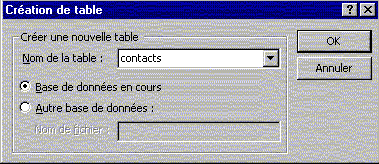 Création de table
Créer une nouvelle table
Nom de la table :
contacts
OK
Annuler
Base de données en cours
Autre base de données :
Nom de fichier :